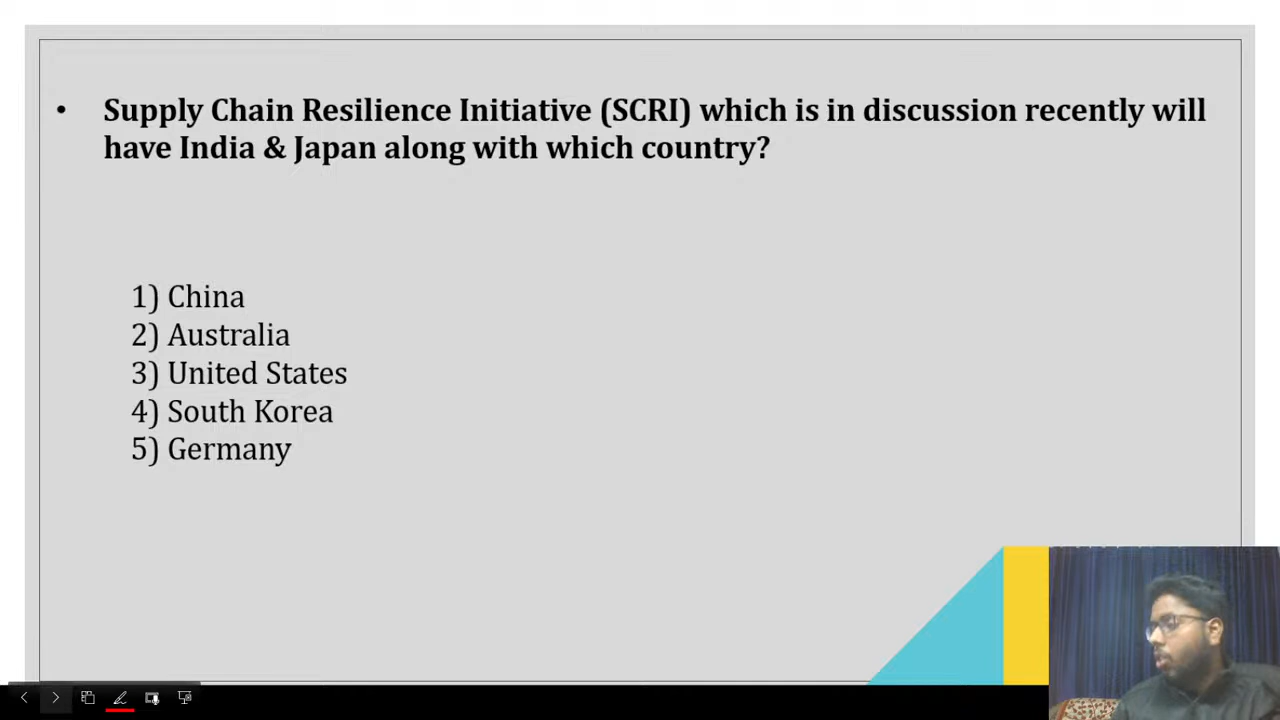 • Supply Chain Resilience Initiative (SCRI) which is in discussion recently will
have India & Japan along with which country?
1) China
2) Australia
3) United States
4) South Korea
5) Germany